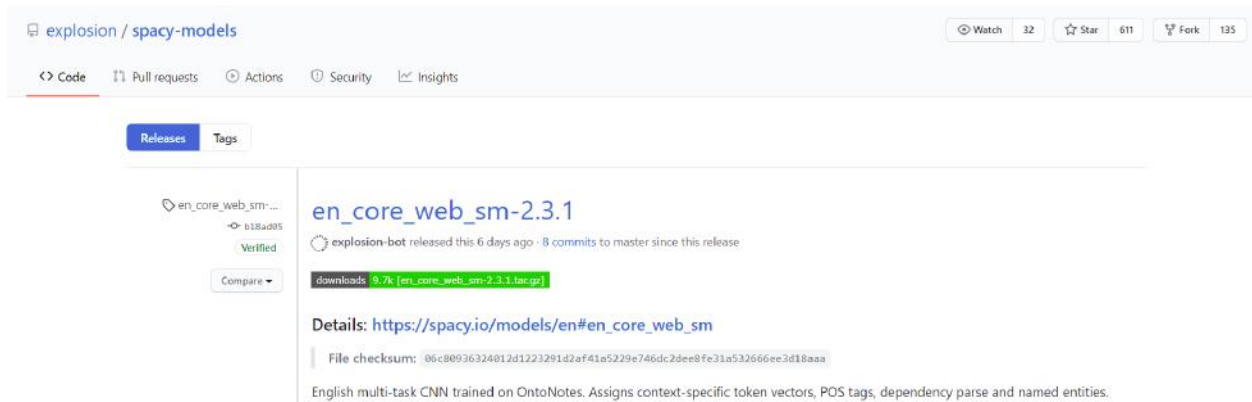 explosion / spacy-models
Watch 32 Star 611 Fork 135
<> Code Pull requests Actions Security Insights
Releases Tags
en_core_web_sm-...
b18ad05
Verified
Compare
en_core_web_sm-2.3.1
explosion-bot released this 6 days ago · 8 commits to master since this release
downloads 9.7k [en_core_web_sm-2.3.1.tar.gz]
Details: https://spacy.io/models/en#en_core_web_sm
File checksum: 06c80936324012d1223291d2af41a5229e746dc2dee8fe31a532666ee3d18aaa
English multi-task CNN trained on OntoNotes. Assigns context-specific token vectors, POS tags, dependency parse and named entities.